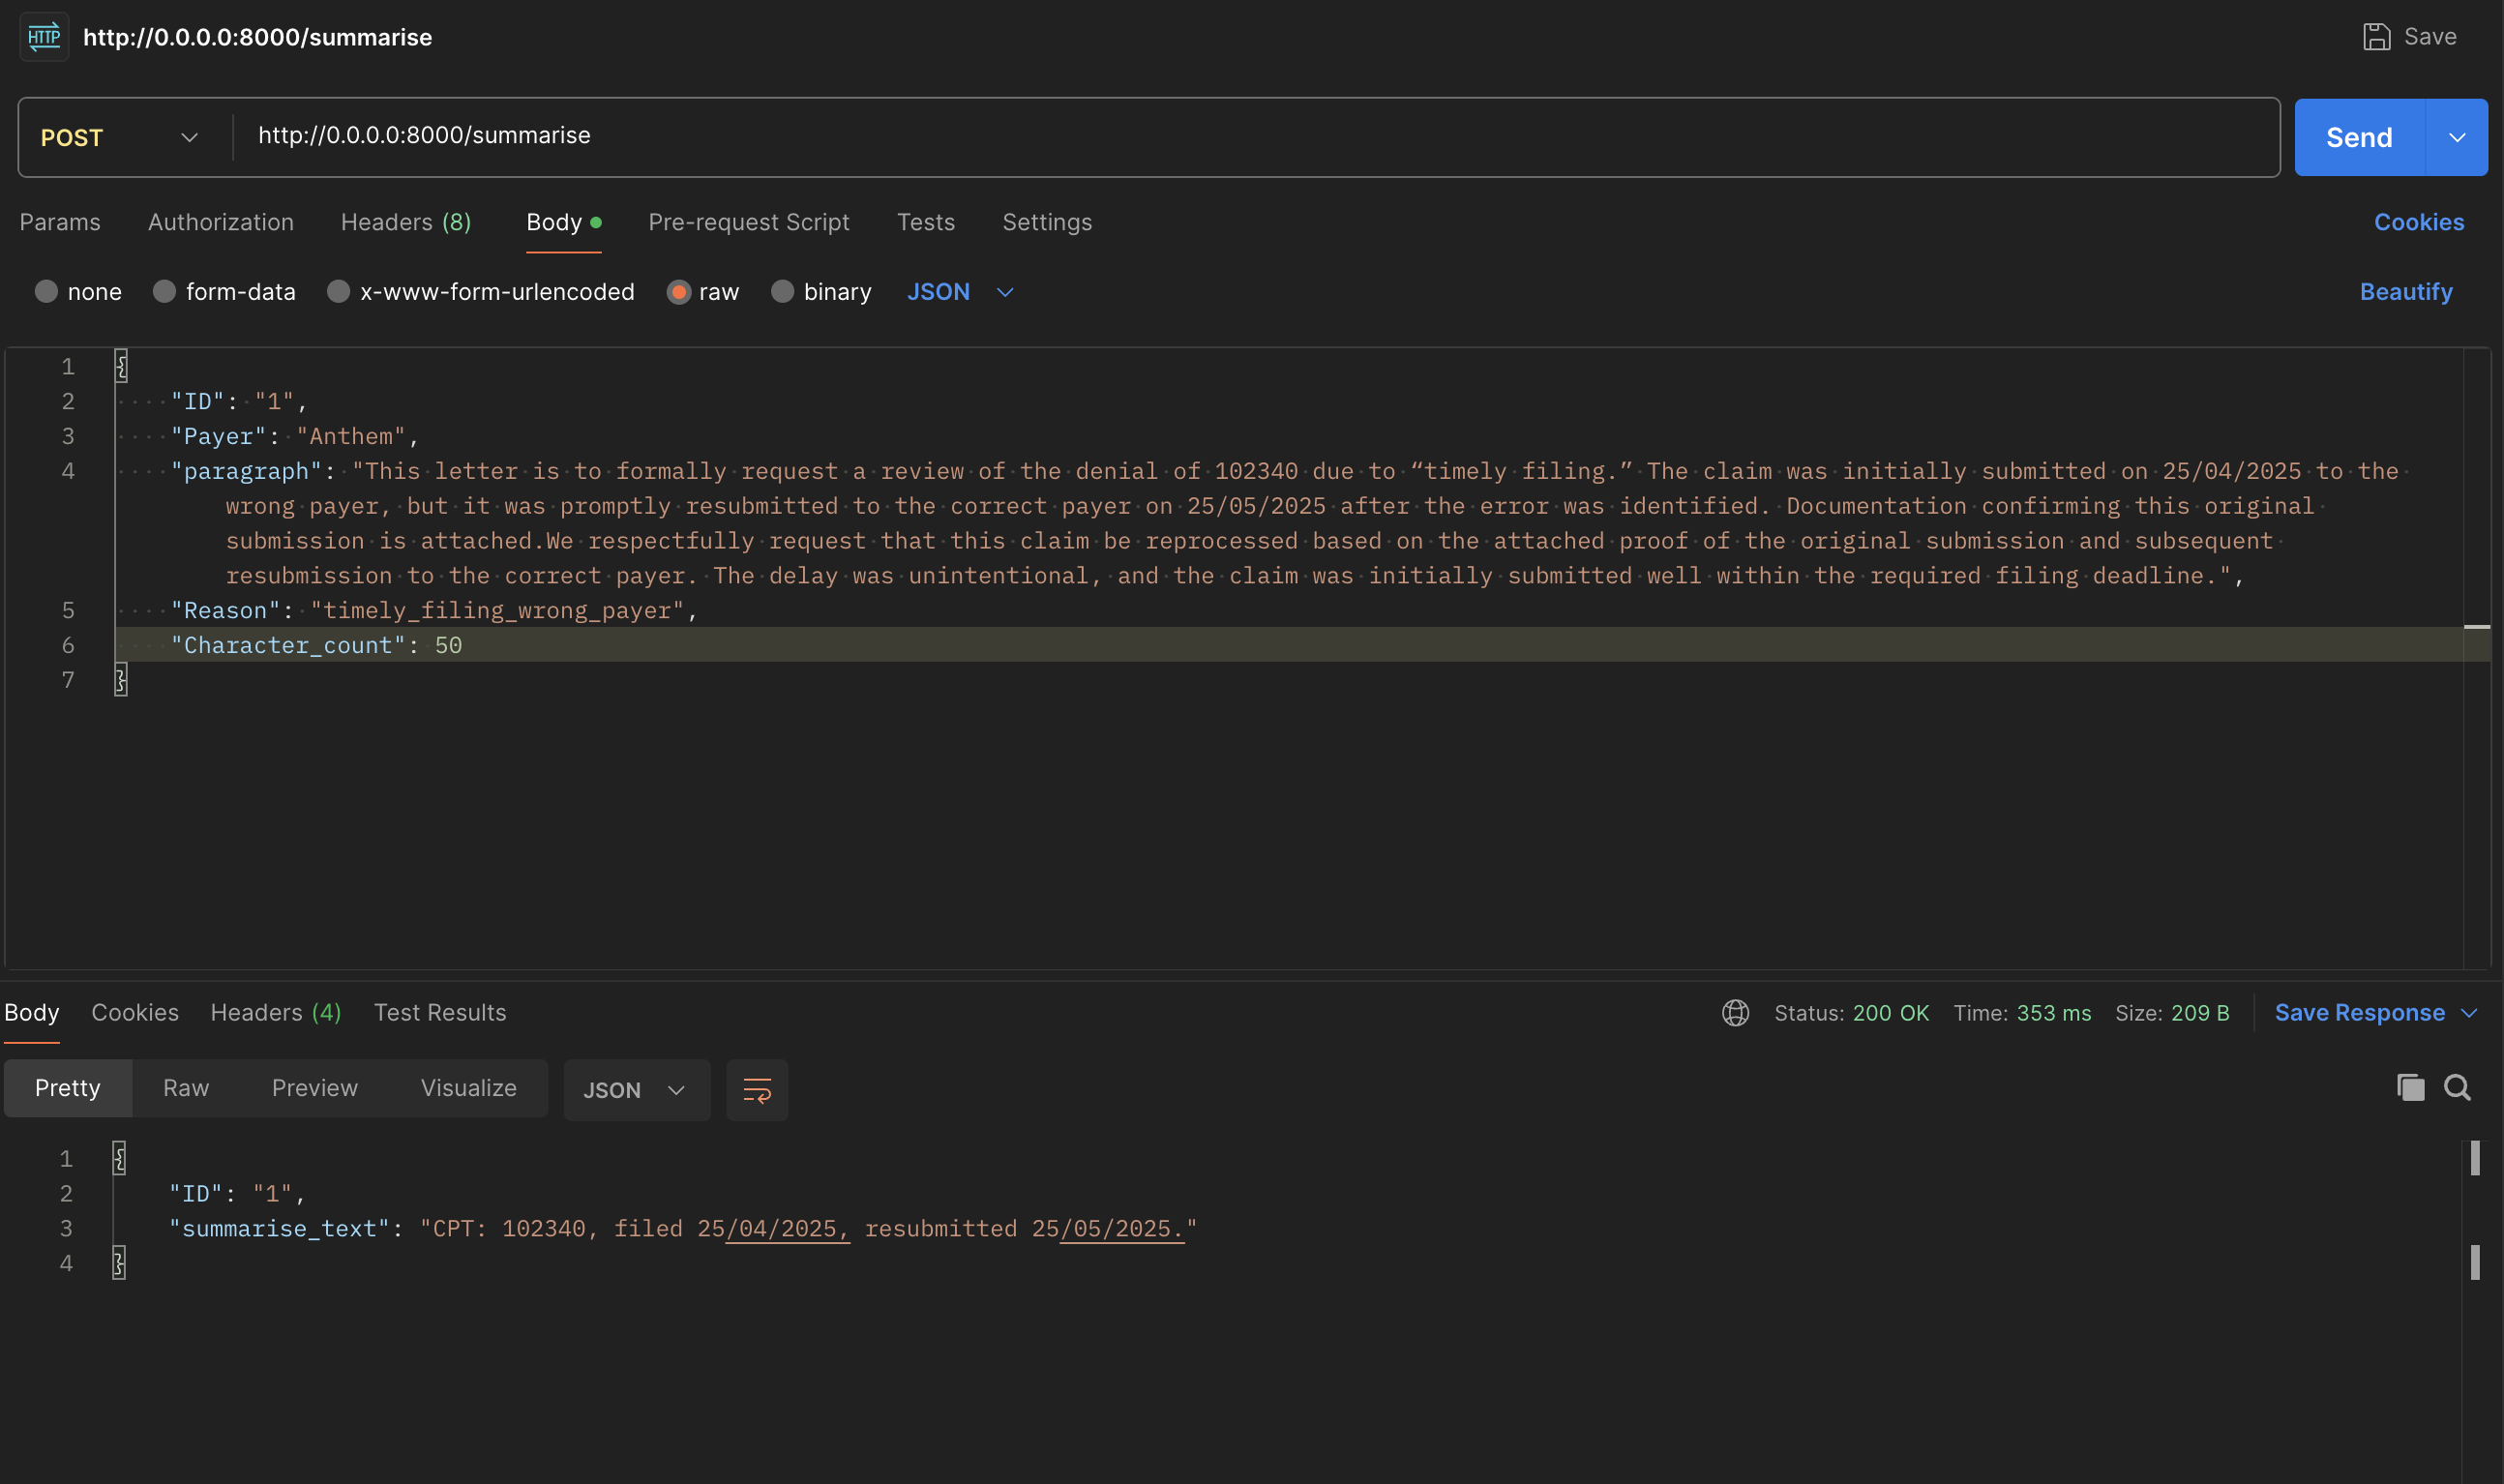 HTTP http://0.0.0.0:8000/summarise Save
POST http://0.0.0.0:8000/summarise Send
Params Authorization Headers (8) Body Pre-request Script Tests Settings Cookies
none form-data x-www-form-urlencoded raw binary JSON Beautify
1 {
2 "ID": "1",
3 "Payer": "Anthem",
4 "paragraph": "This letter is to formally request a review of the denial of 102340 due to “timely filing.” The claim was initially submitted on 25/04/2025 to the
wrong payer, but it was promptly resubmitted to the correct payer on 25/05/2025 after the error was identified. Documentation confirming this original
submission is attached.We respectfully request that this claim be reprocessed based on the attached proof of the original submission and subsequent
resubmission to the correct payer. The delay was unintentional, and the claim was initially submitted well within the required filing deadline.",
5 "Reason": "timely_filing_wrong_payer",
6 "Character_count": 50
7 }
Body Cookies Headers (4) Test Results Status: 200 OK Time: 353 ms Size: 209 B Save Response
Pretty Raw Preview Visualize JSON
1 {
2 "ID": "1",
3 "summarise_text": "CPT: 102340, filed 25/04/2025, resubmitted 25/05/2025."
4 }